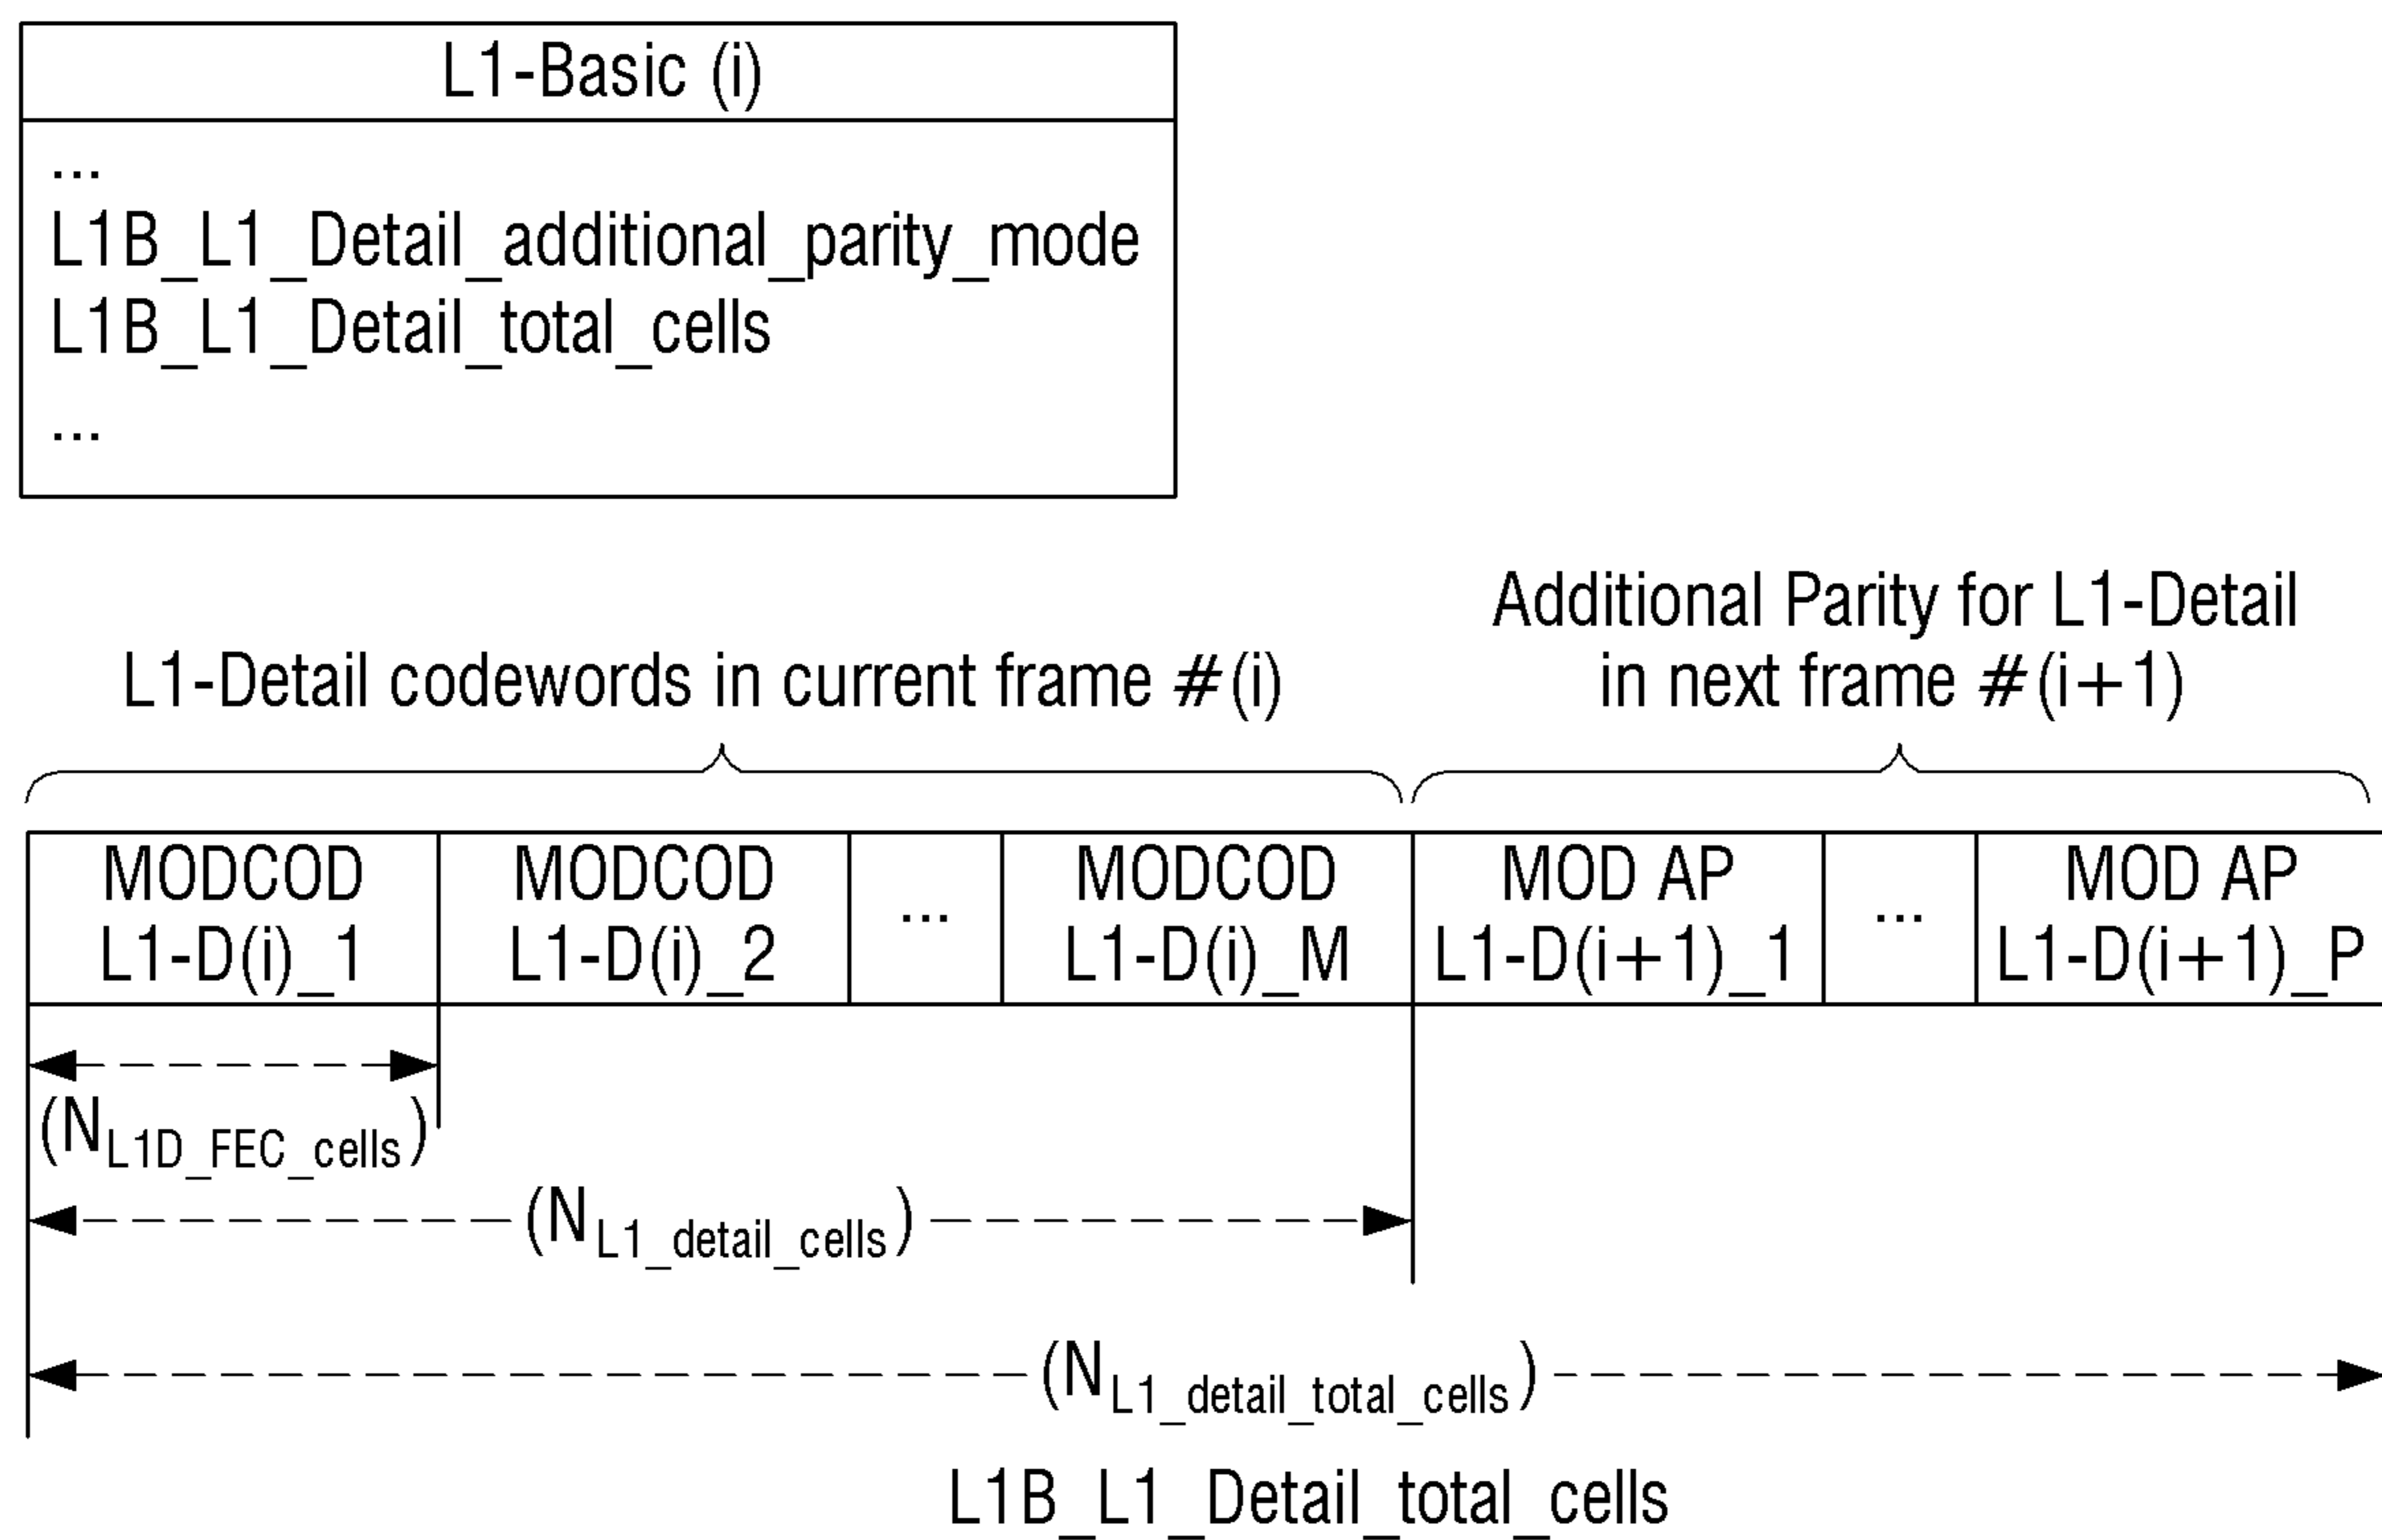 L1-Basic (i)
...
L1B_L1_Detail_additional_parity_mode
L1B_L1_Detail_total_cells
...
L1-Detail codewords in current frame #(i)
Additional Parity for L1-Detail
in next frame #(i+1)
MODCOD
L1-D(i)_1
MODCOD
L1-D(i)_2
...
MODCOD
L1-D(i)_M
MOD AP
L1-D(i+1)_1
...
MOD AP
L1-D(i+1)_P
(NL1D_FEC_cells)
(NL1_detail_cells)
(NL1_detail_total_cells)
L1B_L1_Detail_total_cells